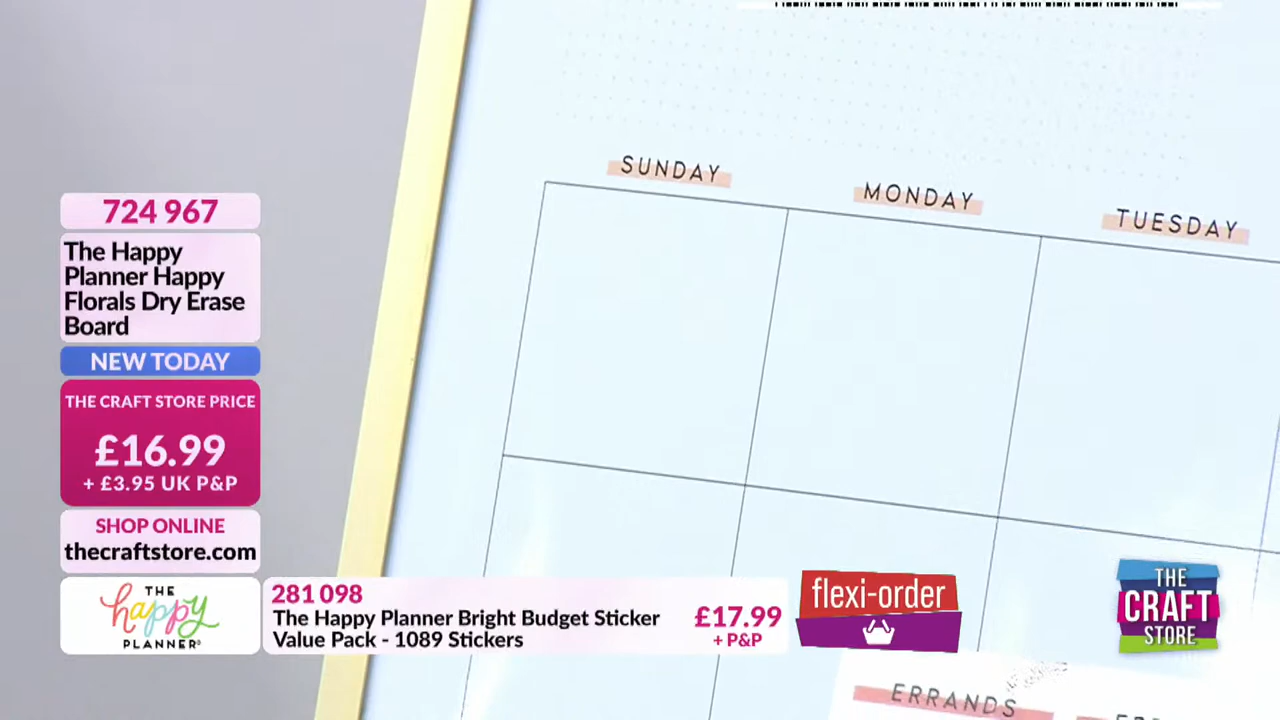 SUNDAY
MONDAY
TUESDAY
724 967
The Happy
Planner Happy
Florals Dry Erase
Board
NEW TODAY
THE CRAFT STORE PRICE
£16.99
+ £3.95 UK P&P
SHOP ONLINE
thecraftstore.com
THE
happy
PLANNER®
281 098
The Happy Planner Bright Budget Sticker
Value Pack - 1089 Stickers
£17.99
+ P&P
flexi-order
THE
CRAFT
STORE
ERRANDS